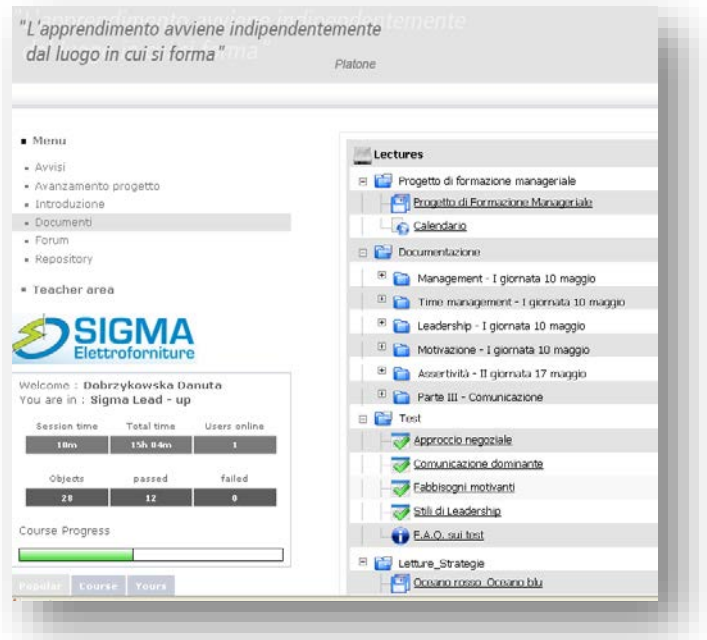 "L'apprendimento avviene indipendentemente
dal luogo in cui si forma"
Platone
Menu
Avvisi
Avanzamento progetto
Introduzione
Documenti
Forum
Repository
Teacher area
SIGMA
Elettroforniture
Welcome : Dobrzykowska Danuta
You are in : Sigma Lead - up
Session time Total time Users online
18m 15h 04m 1
Objects passed failed
28 12 0
Course Progress
Popular Course Yours
Lectures
Progetto di formazione manageriale
Progetto di Formazione Manageriale
Calendario
Documentazione
Management - I giornata 10 maggio
Time management - I giornata 10 maggio
Leadership - I giornata 10 maggio
Motivazione - I giornata 10 maggio
Assertività - II giornata 17 maggio
Parte III - Comunicazione
Test
Approccio negoziale
Comunicazione dominante
Fabbisogni motivanti
Stili di Leadership
F.A.Q. sui test
Letture_Strategie
Oceano rosso. Oceano blu